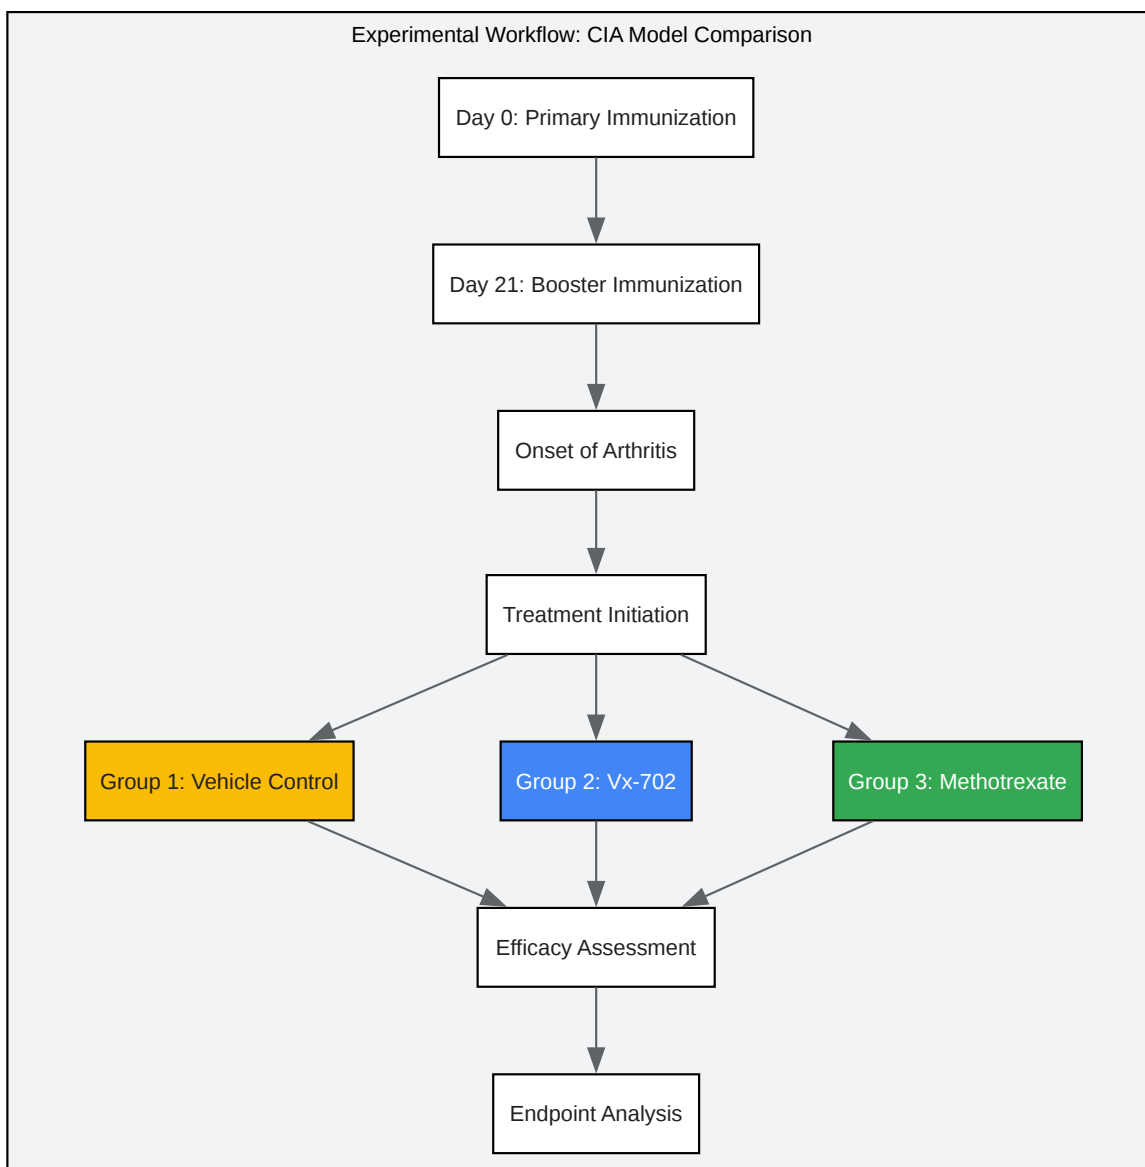 Experimental Workflow: CIA Model Comparison
Day 0: Primary Immunization
Day 21: Booster Immunization
Onset of Arthritis
Treatment Initiation
Group 1: Vehicle Control
Group 2: Vx-702
Group 3: Methotrexate
Efficacy Assessment
Endpoint Analysis